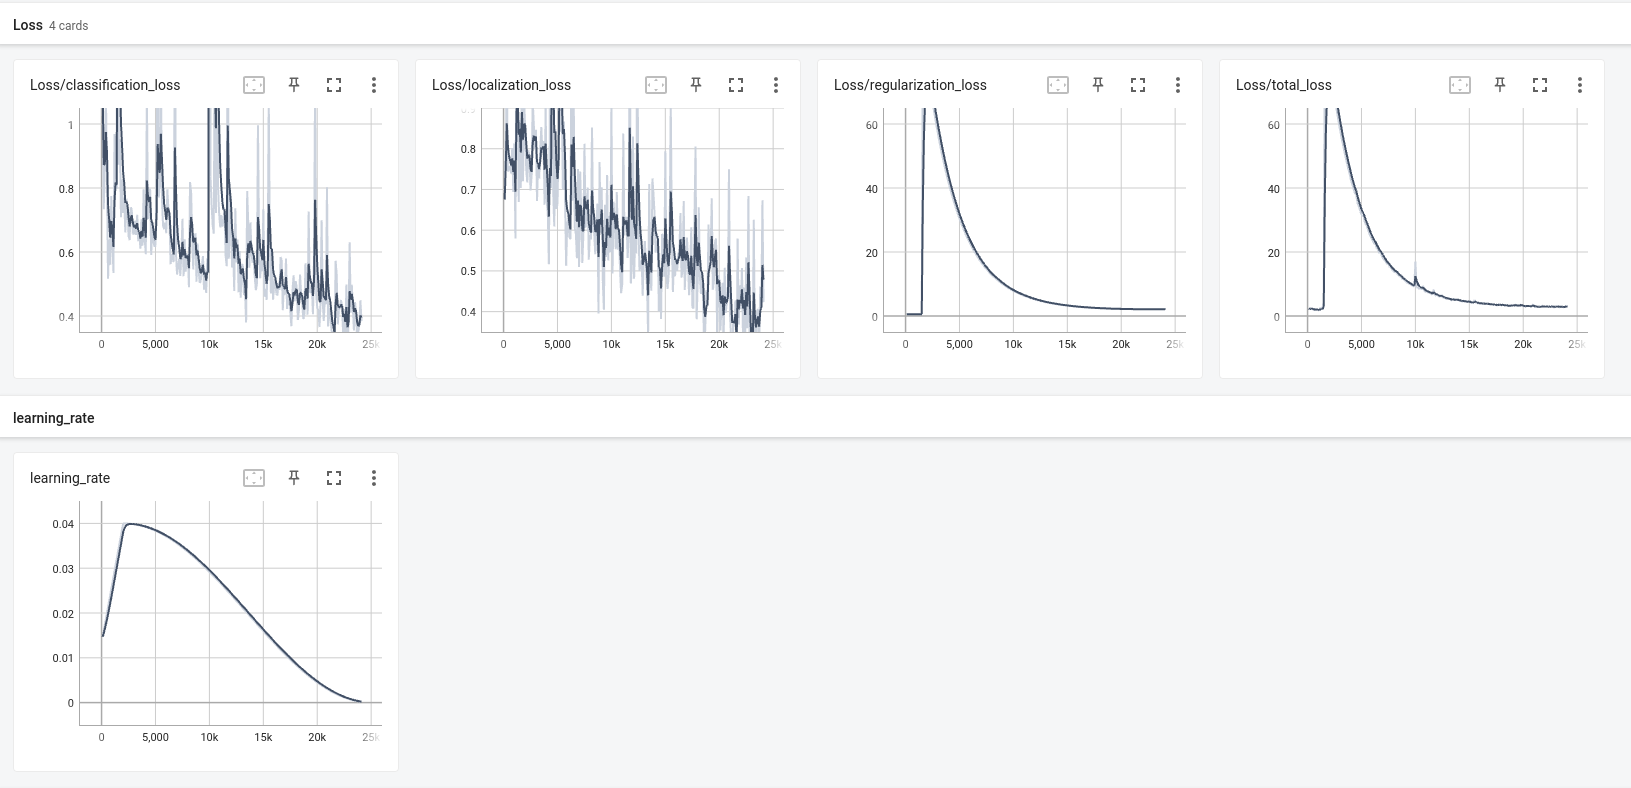 Loss 4 cards
Loss/classification_loss
1
0.8
0.6
0.4
0 5,000 10k 15k 20k 25k
Loss/localization_loss
0.9
0.8
0.7
0.6
0.5
0.4
0 5,000 10k 15k 20k 25k
Loss/regularization_loss
60
40
20
0
0 5,000 10k 15k 20k 25k
Loss/total_loss
60
40
20
0
0 5,000 10k 15k 20k 25k
learning_rate
learning_rate
0.04
0.03
0.02
0.01
0
0 5,000 10k 15k 20k 25k